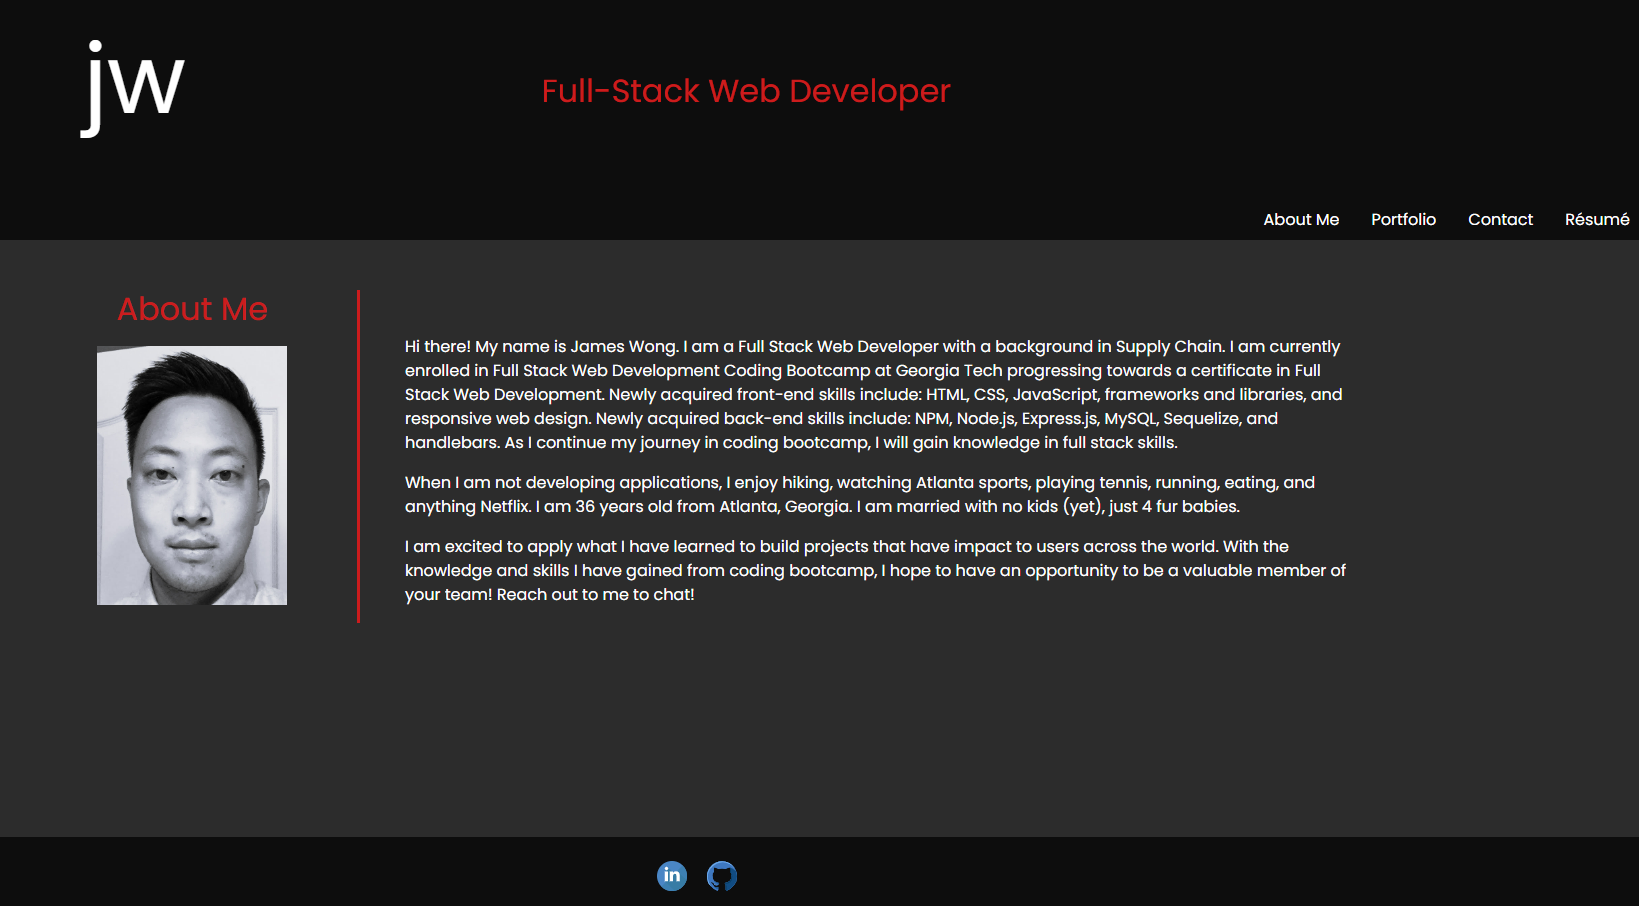 jw
Full-Stack Web Developer
About Me Portfolio Contact Résumé
About Me
Hi there! My name is James Wong. I am a Full Stack Web Developer with a background in Supply Chain. I am currently
enrolled in Full Stack Web Development Coding Bootcamp at Georgia Tech progressing towards a certificate in Full
Stack Web Development. Newly acquired front-end skills include: HTML, CSS, JavaScript, frameworks and libraries, and
responsive web design. Newly acquired back-end skills include: NPM, Node.js, Express.js, MySQL, Sequelize, and
handlebars. As I continue my journey in coding bootcamp, I will gain knowledge in full stack skills.
When I am not developing applications, I enjoy hiking, watching Atlanta sports, playing tennis, running, eating, and
anything Netflix. I am 36 years old from Atlanta, Georgia. I am married with no kids (yet), just 4 fur babies.
I am excited to apply what I have learned to build projects that have impact to users across the world. With the
knowledge and skills I have gained from coding bootcamp, I hope to have an opportunity to be a valuable member of
your team! Reach out to me to chat!
in